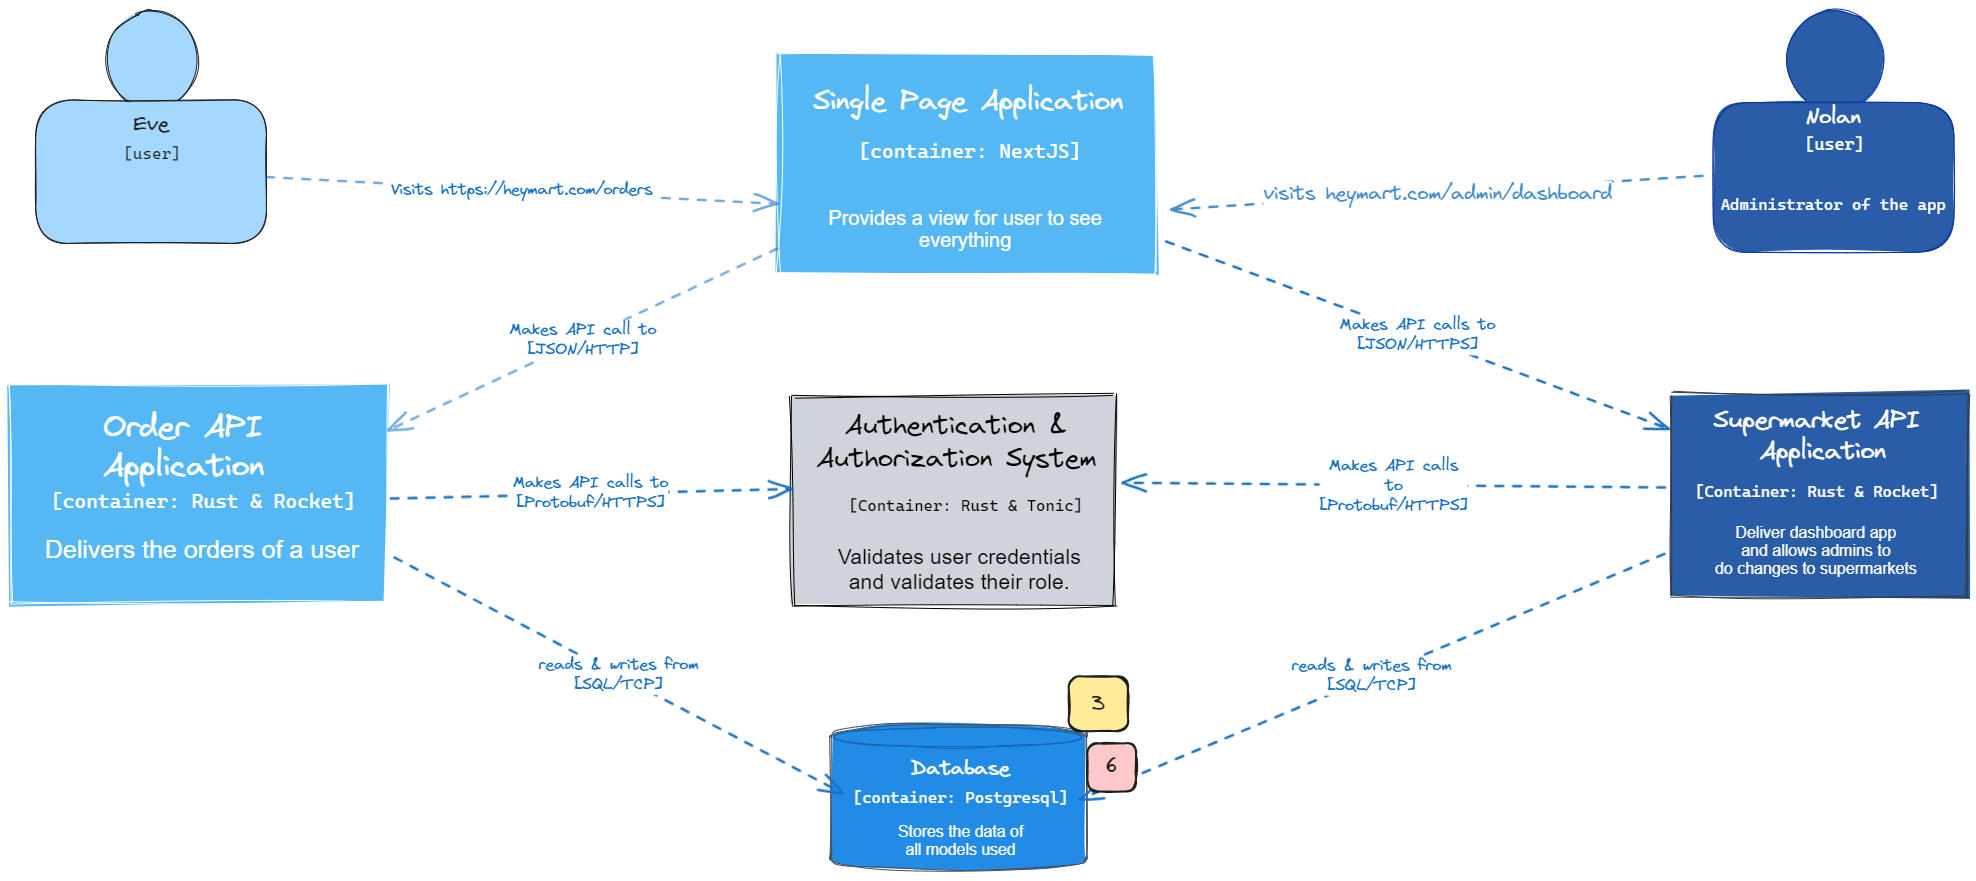 Eve
[user]
Visits https://heymart.com/orders
Single Page Application
[container: NextJS]
Provides a view for user to see
everything
visits heymart.com/admin/dashboard
Nolan
[user]
Administrator of the app
Makes API call to
[JSON/HTTP]
Makes API calls to
[JSON/HTTPS]
Order API
Application
[container: Rust & Rocket]
Delivers the orders of a user
Makes API calls to
[Protobuf/HTTPS]
Authentication &
Authorization System
[Container: Rust & Tonic]
Validates user credentials
and validates their role.
Makes API calls
to
[Protobuf/HTTPS]
Supermarket API
Application
[Container: Rust & Rocket]
Deliver dashboard app
and allows admins to
do changes to supermarkets
reads & writes from
[SQL/TCP]
reads & writes from
[SQL/TCP]
3
6
Database
[container: Postgresql]
Stores the data of
all models used